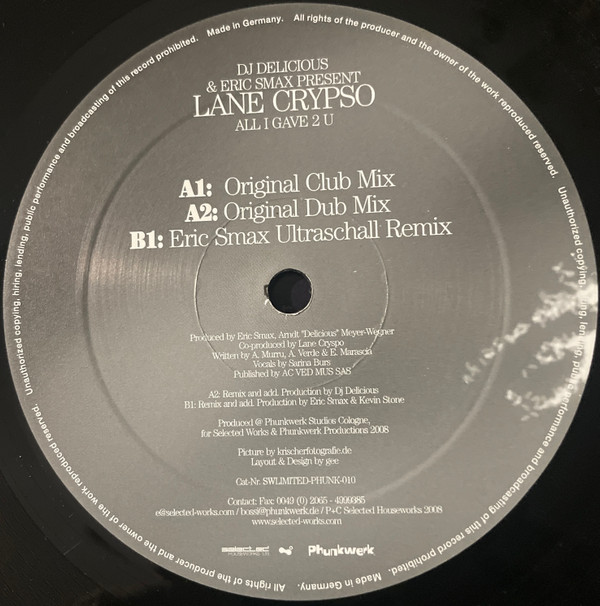 DJ DELICIOUS
& ERIC SMAX PRESENT
LANE CRYPSO
ALL I GAVE 2 U
A1: Original Club Mix
A2: Original Dub Mix
B1: Eric Smax Ultraschall Remix
Produced by Eric Smax, Arndt "Delicious" Meyer-Wegner
Co-produced by Lane Cryspo
Written by A. Murru, A. Verde & E. Marascia
Vocals by Sarina Burs
Published by AC VED MUS SAS
A2: Remix and add. Production by Dj Delicious
B1: Remix and add. Production by Eric Smax & Kevin Stone
Produced @ Phunkwerk Studios Cologne,
for Selected Works & Phunkwerk Productions 2008
Picture by krischerfotografie.de
Layout & Design by gee
Cat-Nr. SWLIMITED-PHUNK-010
Contact: Fax: 0049 (0) 2065 - 4999385
e@selected-works.com / boss@phunkwerk.de / P+C Selected Houseworks 2008
www.selected-works.com
selected
Phunkwerk
Made in Germany. All rights of the producer and the owner of the work reproduced reserved. Unauthorized copying, hiring, lending, public performance and broadcasting of this record prohibited. Made in Germany. All rights of the producer and the owner of the work reproduced reserved. Unauthorized copying, hiring, lending, public performance and broadcasting of this record prohibited.